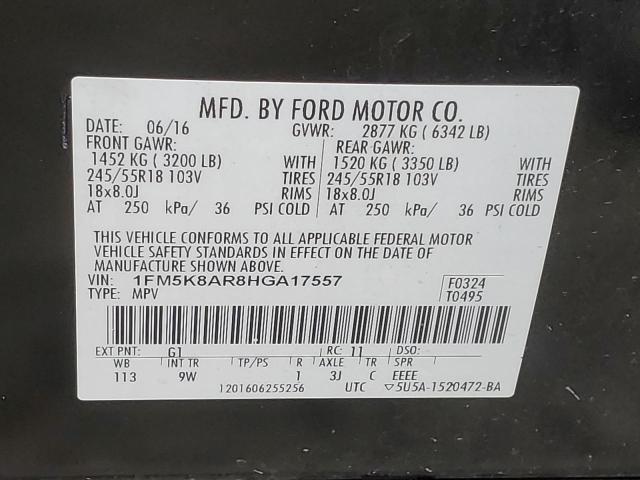 MFD. BY FORD MOTOR CO.
DATE: 06/16 GVWR: 2877 KG ( 6342 LB)
FRONT GAWR: REAR GAWR:
1452 KG ( 3200 LB) WITH 1520 KG ( 3350 LB) WITH
245/55R18 103V TIRES 245/55R18 103V TIRES
18x8.0J RIMS 18x8.0J RIMS
AT 250 kPa/ 36 PSI COLD AT 250 kPa/ 36 PSI COLD
THIS VEHICLE CONFORMS TO ALL APPLICABLE FEDERAL MOTOR
VEHICLE SAFETY STANDARDS IN EFFECT ON THE DATE OF
MANUFACTURE SHOWN ABOVE.
VIN: 1FM5K8AR8HGA17557 F0324
TYPE: MPV T0495
EXT PNT: G1 RC: 11 DSO:
WB INT TR TP/PS R AXLE TR SPR
113 9W 1 3J C EEEE
1201606255256 UTC ▽5U5A-1520472-BA